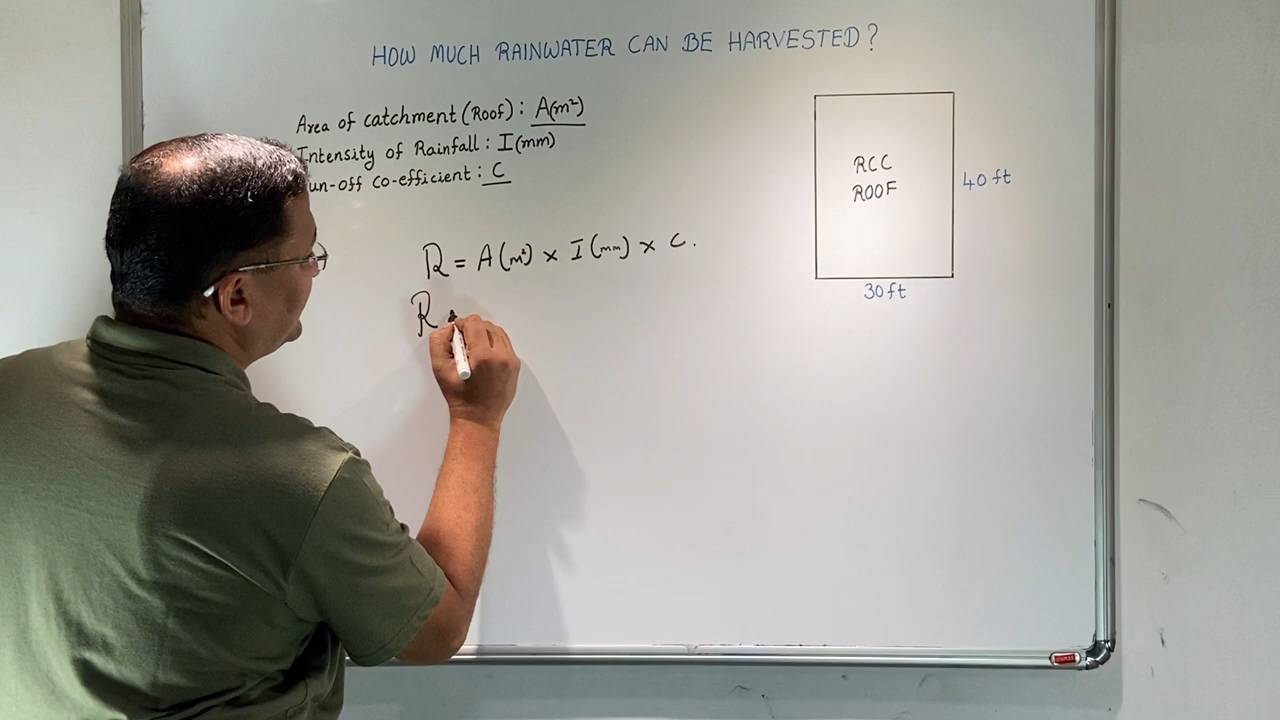 HOW MUCH RAINWATER CAN BE HARVESTED?
Area of catchment (Roof) : A(m²)
Intensity of Rainfall : I(mm)
un-off co-efficient : C
R = A (m²) × I (mm) × C.
R
RCC
ROOF
40 ft
30 ft